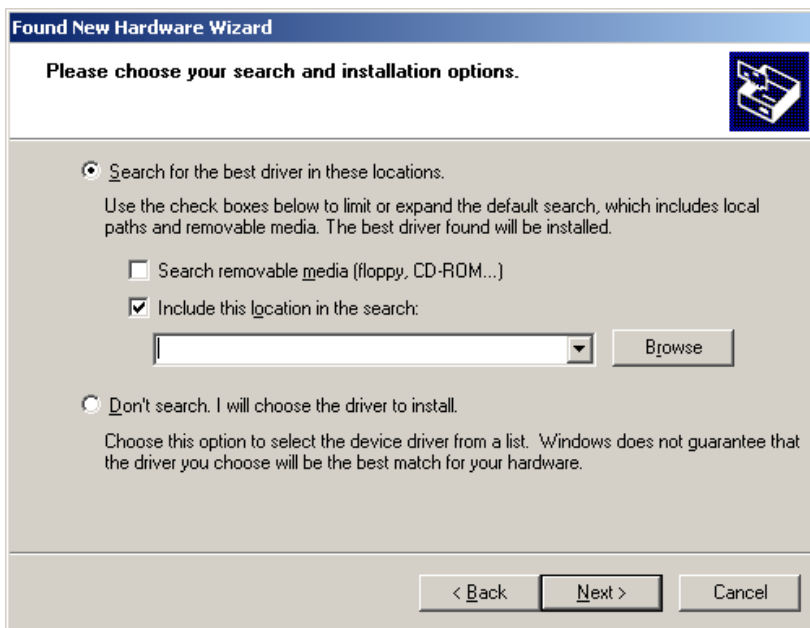 Found New Hardware Wizard
Please choose your search and installation options.
Search for the best driver in these locations.
Use the check boxes below to limit or expand the default search, which includes local
paths and removable media. The best driver found will be installed.
Search removable media (floppy, CD-ROM...)
Include this location in the search:
Browse
Don't search. I will choose the driver to install.
Choose this option to select the device driver from a list.  Windows does not guarantee that
the driver you choose will be the best match for your hardware.
< Back
Next >
Cancel